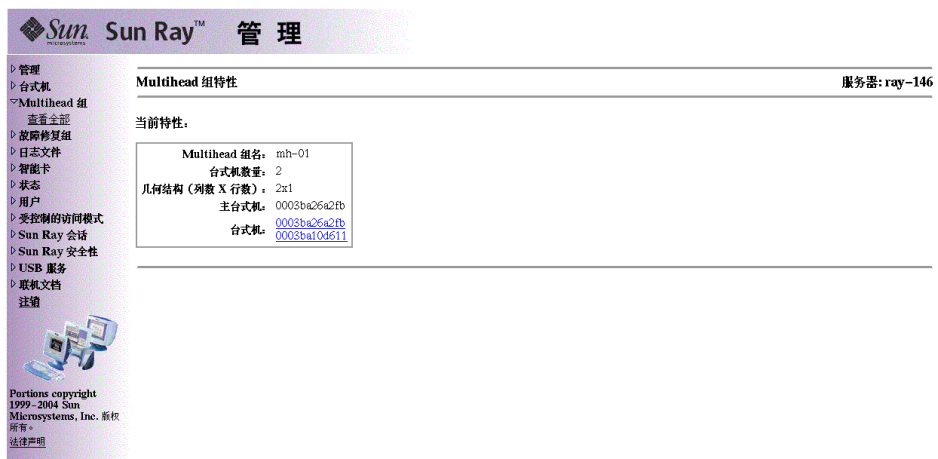 Sun
microsystems
Sun Ray™ 管理
管理
台式机
Multihead 组
查看全部
故障修复组
日志文件
智能卡
状态
用户
受控制的访问模式
Sun Ray 会话
Sun Ray 安全性
USB 服务
联机文档
注销
Portions copyright
1999-2004 Sun
Microsystems, Inc. 版权
所有。
法律声明
Multihead 组特性
服务器: ray-146
当前特性:
Multihead 组名: mh-01
台式机数量: 2
几何结构（列数 X 行数）: 2x1
主台式机: 0003ba26a2fb
台式机: 0003ba26a2fb
0003ba10d611